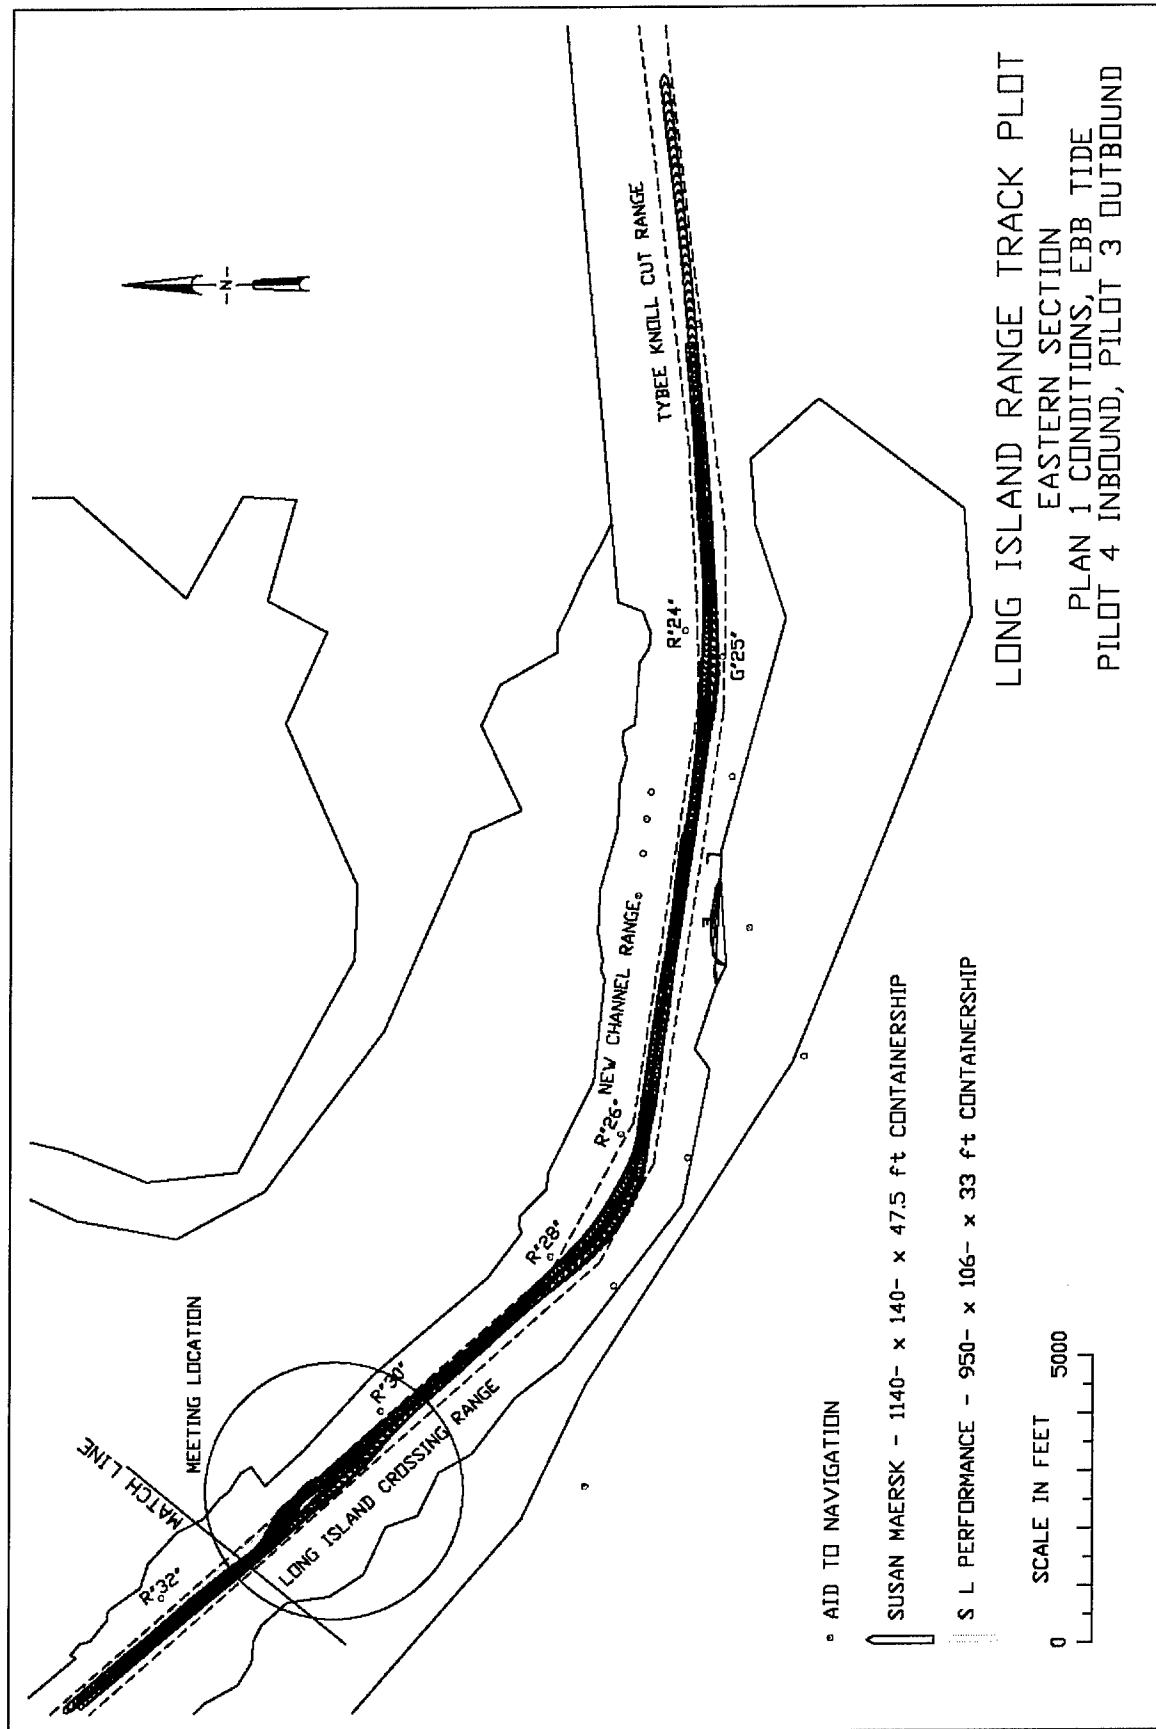 MATCH LINE
MEETING LOCATION
-N-
R"32"
R"30"
LONG ISLAND CROSSING RANGE
R"28"
R"26"
NEW CHANNEL RANGE
R"24"
G"25"
TYBEE KNOLL CUT RANGE
AID TO NAVIGATION
SUSAN MAERSK - 1140- x 140- x 47.5 ft CONTAINERSHIP
S L PERFORMANCE - 950- x 106- x 33 ft CONTAINERSHIP
SCALE IN FEET
0 5000
LONG ISLAND RANGE TRACK PLOT
EASTERN SECTION
PLAN 1 CONDITIONS, EBB TIDE
PILOT 4 INBOUND, PILOT 3 OUTBOUND